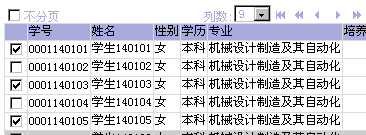 不分页 列数: 9
学号 姓名 性别 学历 专业 培养
0001140101 学生140101 女 本科 机械设计制造及其自动化
0001140102 学生140102 女 本科 机械设计制造及其自动化
0001140103 学生140103 女 本科 机械设计制造及其自动化
0001140104 学生140104 女 本科 机械设计制造及其自动化
0001140105 学生140105 女 本科 机械设计制造及其自动化